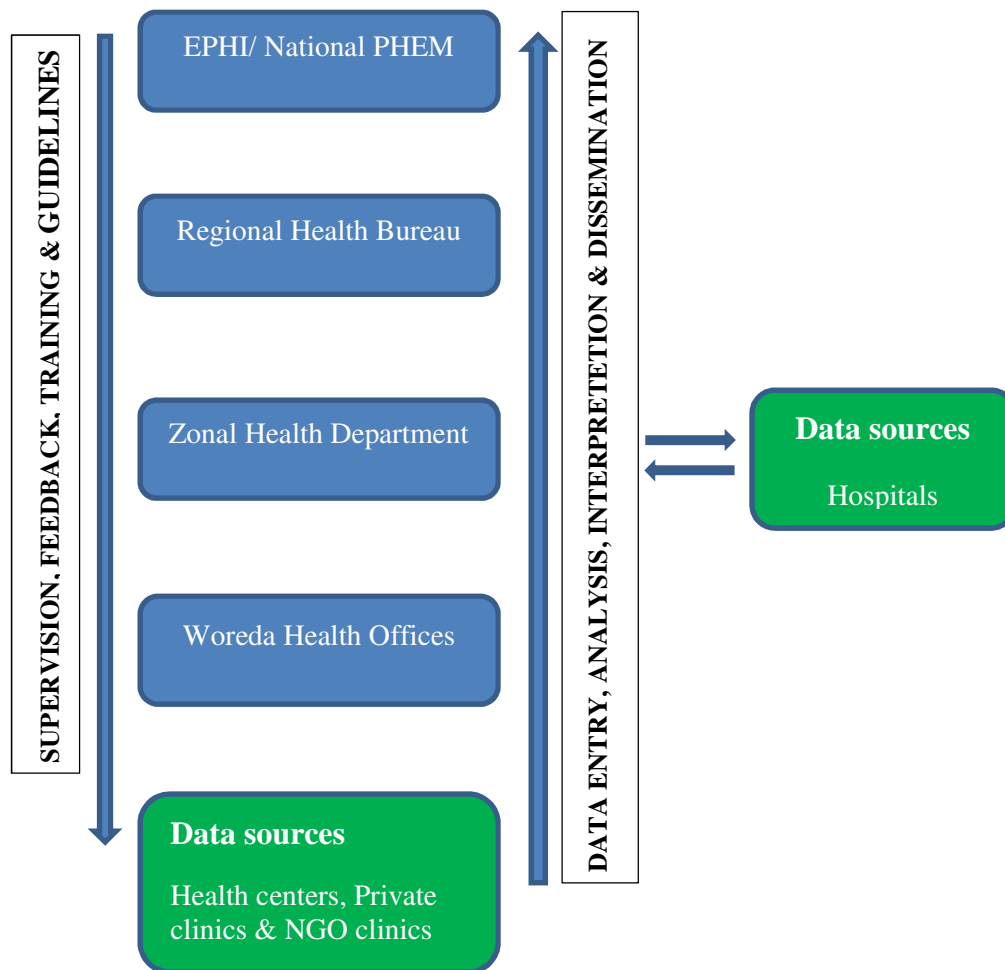 SUPERVISION, FEEDBACK, TRAINING & GUIDELINES
EPHI/ National PHEM
Regional Health Bureau
Zonal Health Department
Woreda Health Offices
Data sources
Health centers, Private
clinics & NGO clinics
DATA ENTRY, ANALYSIS, INTERPRETETION & DISSEMINATION
Data sources
Hospitals